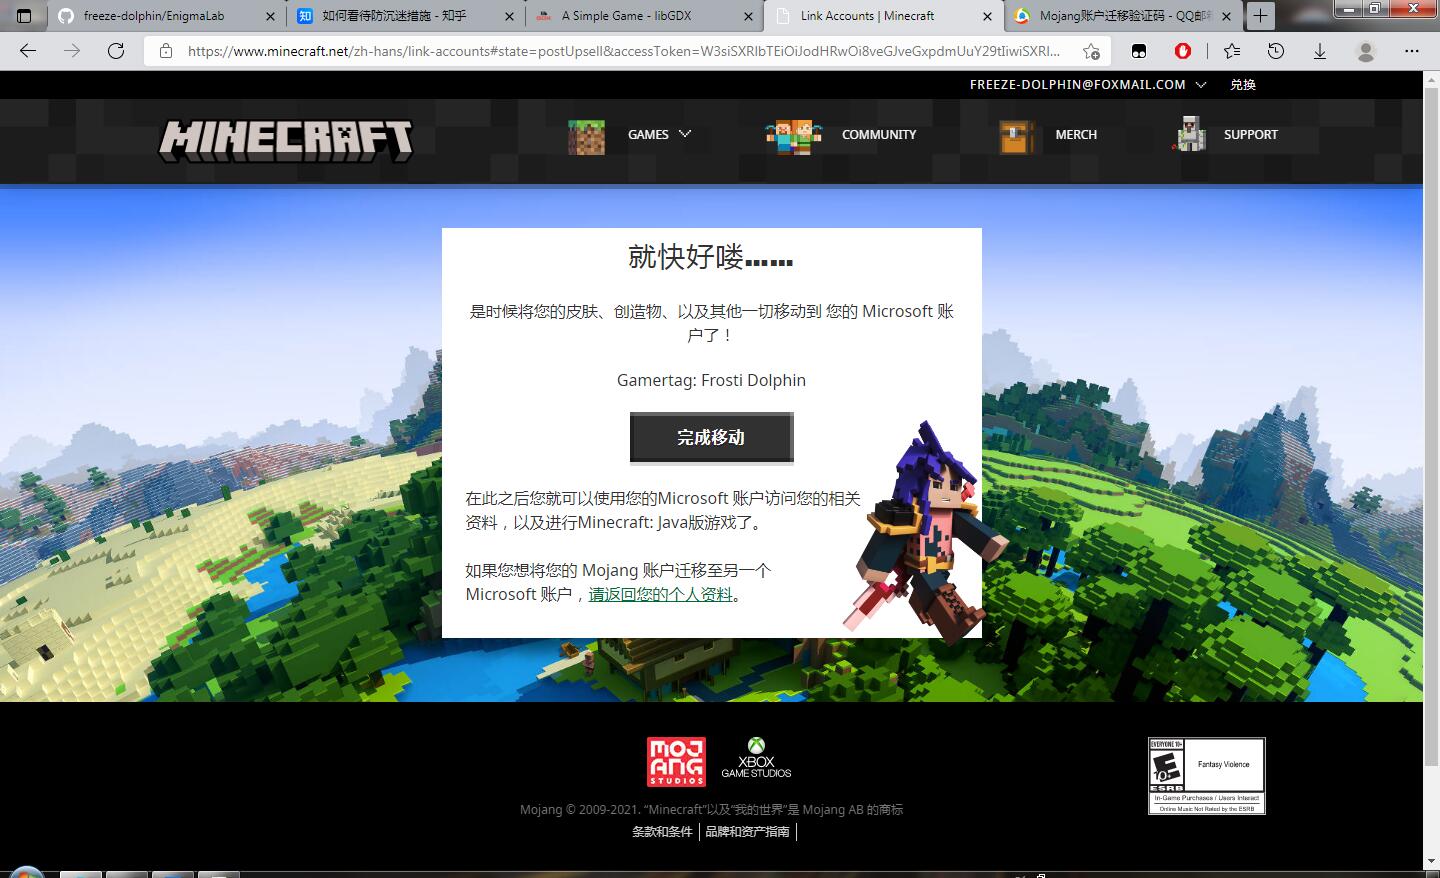 freeze-dolphin/EnigmaLab
如何看待防沉迷措施 - 知乎
A Simple Game - libGDX
Link Accounts | Minecraft
Mojang账户迁移验证码 - QQ邮
https://www.minecraft.net/zh-hans/link-accounts#state=postUpsell&accessToken=W3siSXRlbTEiOiJodHRwOi8veGJveGxpdmUuY29tIiwiSXRl...
FREEZE-DOLPHIN@FOXMAIL.COM
兑换
MINECRAFT
GAMES
COMMUNITY
MERCH
SUPPORT
就快好喽……
是时候将您的皮肤、创造物、以及其他一切移动到 您的 Microsoft 账
户了！
Gamertag: Frosti Dolphin
完成移动
在此之后您就可以使用您的Microsoft 账户访问您的相关
资料，以及进行Minecraft: Java版游戏了。
如果您想将您的 Mojang 账户迁移至另一个
Microsoft 账户，请返回您的个人资料。
MOJANG STUDIOS
XBOX
GAME STUDIOS
EVERYONE 10+
E 10+
ESRB
Fantasy Violence
In-Game Purchases / Users Interact
Online Music Not Rated by the ESRB
Mojang © 2009-2021. “Minecraft”以及“我的世界”是 Mojang AB 的商标
条款和条件
品牌和资产指南